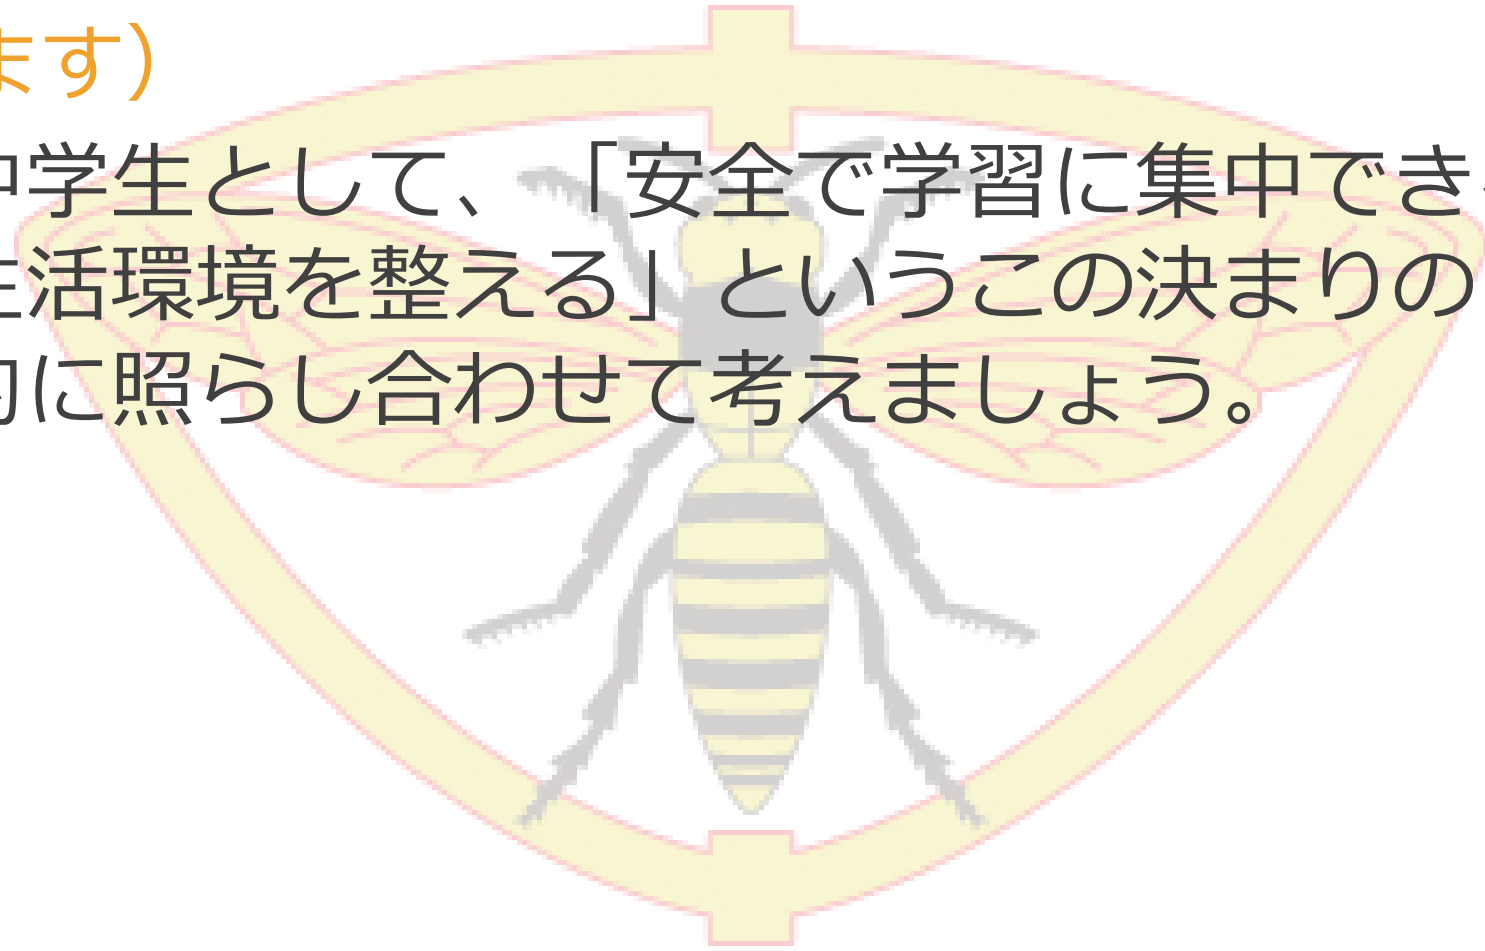 ます）
中学生として、「安全で学習に集中でき
生活環境を整える」というこの決まりの
的に照らし合わせて考えましょう。